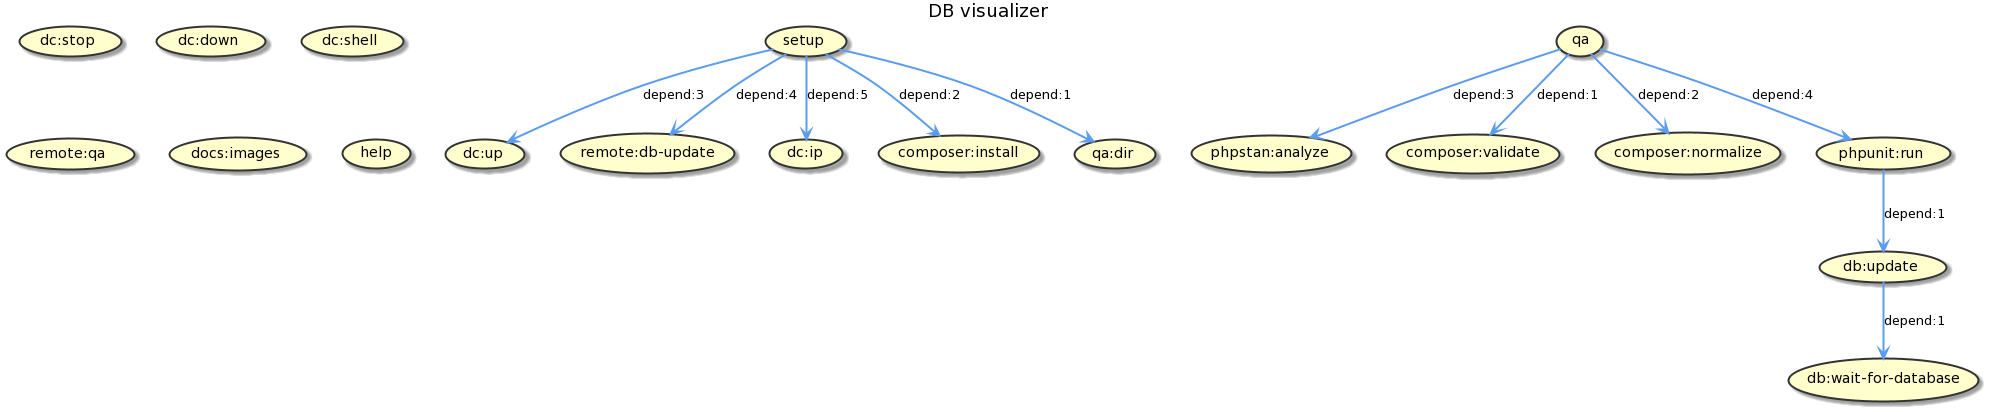 DB visualizer
dc:stop
dc:down
dc:shell
setup
qa
depend:3
depend:4
depend:5
depend:2
depend:1
depend:3
depend:1
depend:2
depend:4
remote:qa
docs:images
help
dc:up
remote:db-update
dc:ip
composer:install
qa:dir
phpstan:analyze
composer:validate
composer:normalize
phpunit:run
depend:1
db:update
depend:1
db:wait-for-database